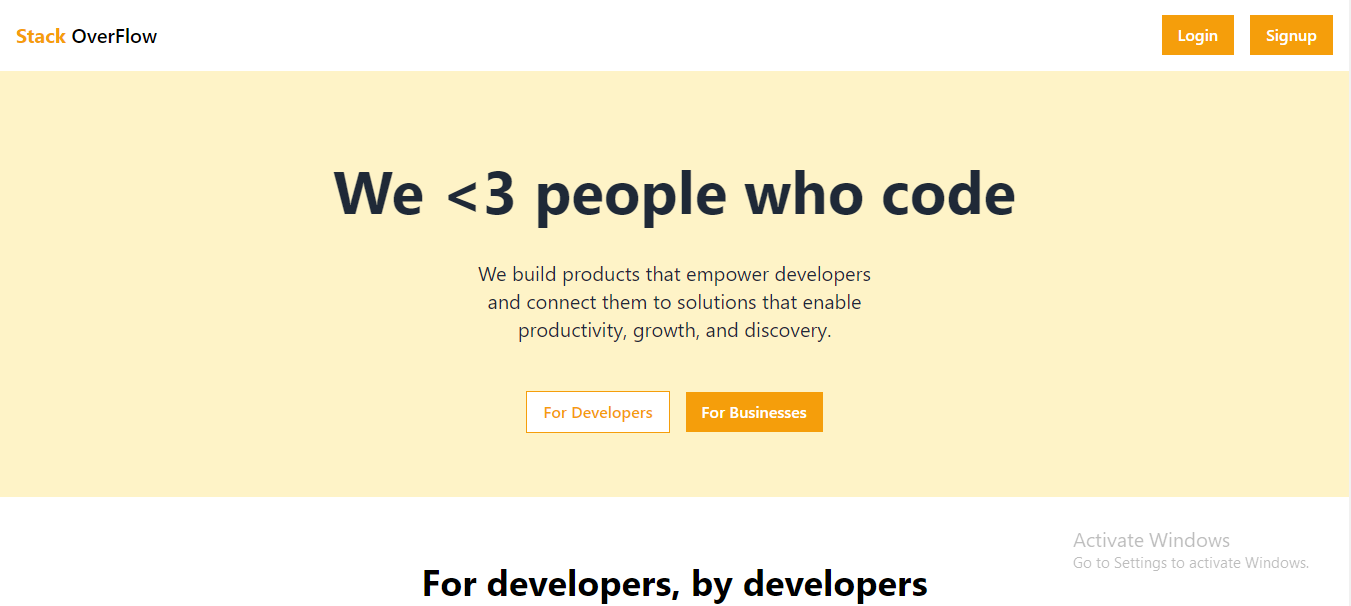 Stack OverFlow
Login
Signup
We <3 people who code
We build products that empower developers
and connect them to solutions that enable
productivity, growth, and discovery.
For Developers
For Businesses
Activate Windows
Go to Settings to activate Windows.
For developers, by developers